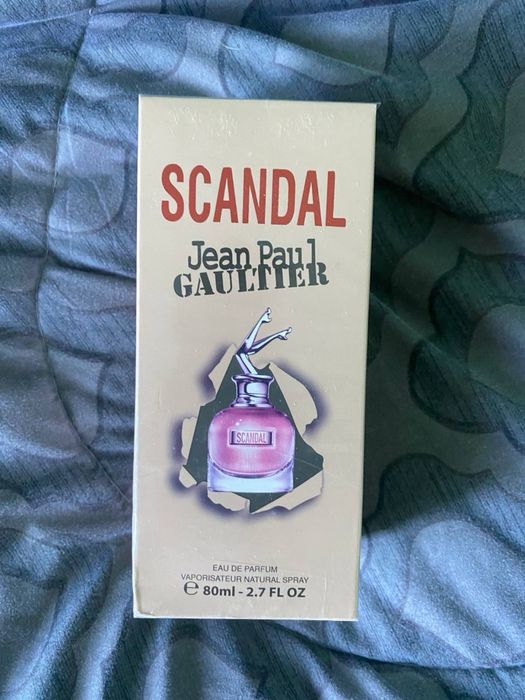 SCANDAL
Jean Paul
GAULTIER
SCANDAL
EAU DE PARFUM
VAPORISATEUR NATURAL SPRAY
℮ 80ml - 2.7 FL OZ